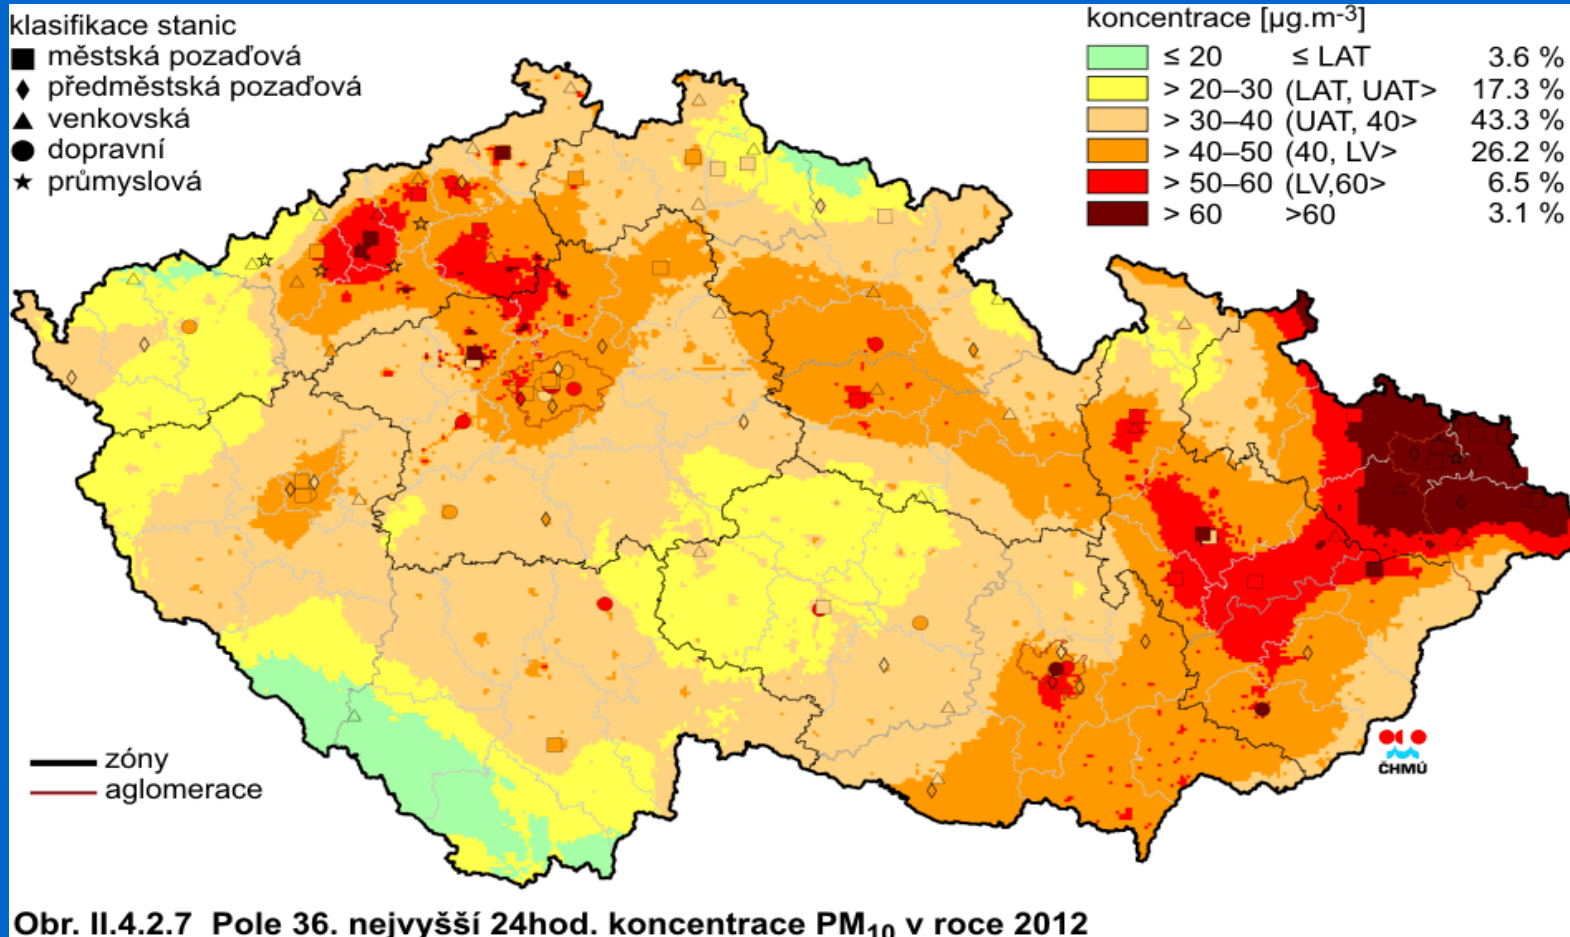 klasifikace stanic
městská pozaďová
předměstská pozaďová
venkovská
dopravní
průmyslová
koncentrace [µg.m-3]
≤ 20 ≤ LAT 3.6 %
> 20–30 (LAT, UAT> 17.3 %
> 30–40 (UAT, 40> 43.3 %
> 40–50 (40, LV> 26.2 %
> 50–60 (LV,60> 6.5 %
> 60 >60 3.1 %
zóny
aglomerace
ČHMÚ
Obr. II.4.2.7 Pole 36. nejvyšší 24hod. koncentrace PM10 v roce 2012